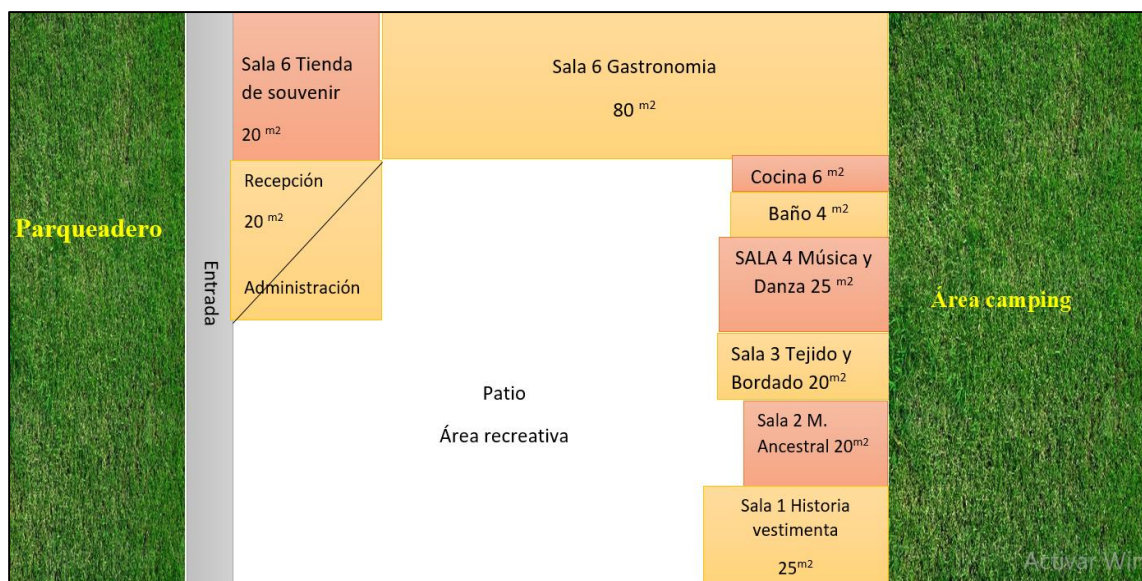 Sala 6 Tienda
de souvenir
20 m2
Sala 6 Gastronomia
80 m2
Recepción
20 m2
Administración
Parqueadero
Entrada
Cocina 6 m2
Baño 4 m2
SALA 4 Música y
Danza 25 m2
Área camping
Sala 3 Tejido y
Bordado 20m2
Patio
Área recreativa
Sala 2 M.
Ancestral 20m2
Sala 1 Historia
vestimenta
25m2
Activar Win